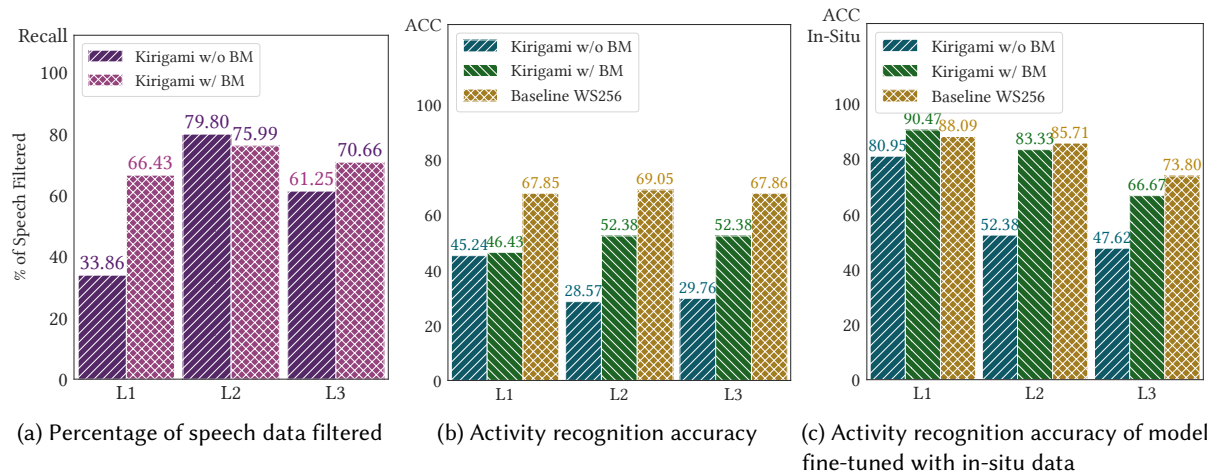 Recall
Kirigami w/o BM
Kirigami w/ BM
% of Speech Filtered
100
80
60
40
20
0
33.86
66.43
79.80
75.99
61.25
70.66
L1
L2
L3
(a) Percentage of speech data filtered
ACC
Kirigami w/o BM
Kirigami w/ BM
Baseline WS256
100
80
60
40
20
0
45.24
46.43
67.85
28.57
52.38
69.05
29.76
52.38
67.86
L1
L2
L3
(b) Activity recognition accuracy
ACC
In-Situ
Kirigami w/o BM
Kirigami w/ BM
Baseline WS256
100
80
60
40
20
0
80.95
90.47
88.09
52.38
83.33
85.71
47.62
66.67
73.80
L1
L2
L3
(c) Activity recognition accuracy of model
fine-tuned with in-situ data